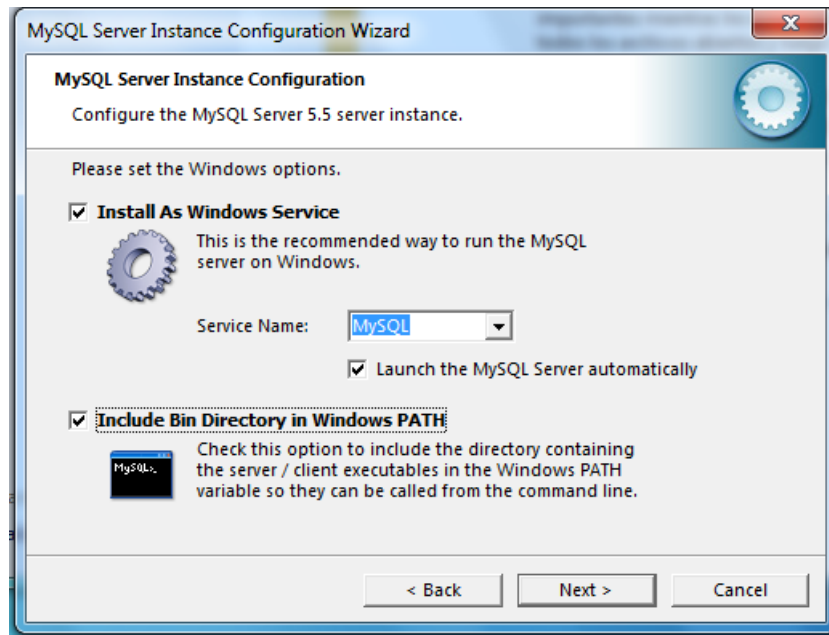 MySQL Server Instance Configuration Wizard
MySQL Server Instance Configuration
Configure the MySQL Server 5.5 server instance.
Please set the Windows options.
Install As Windows Service
This is the recommended way to run the MySQL
server on Windows.
Service Name:
MySQL
Launch the MySQL Server automatically
Include Bin Directory in Windows PATH
MySQL>_
Check this option to include the directory containing
the server / client executables in the Windows PATH
variable so they can be called from the command line.
< Back
Next >
Cancel